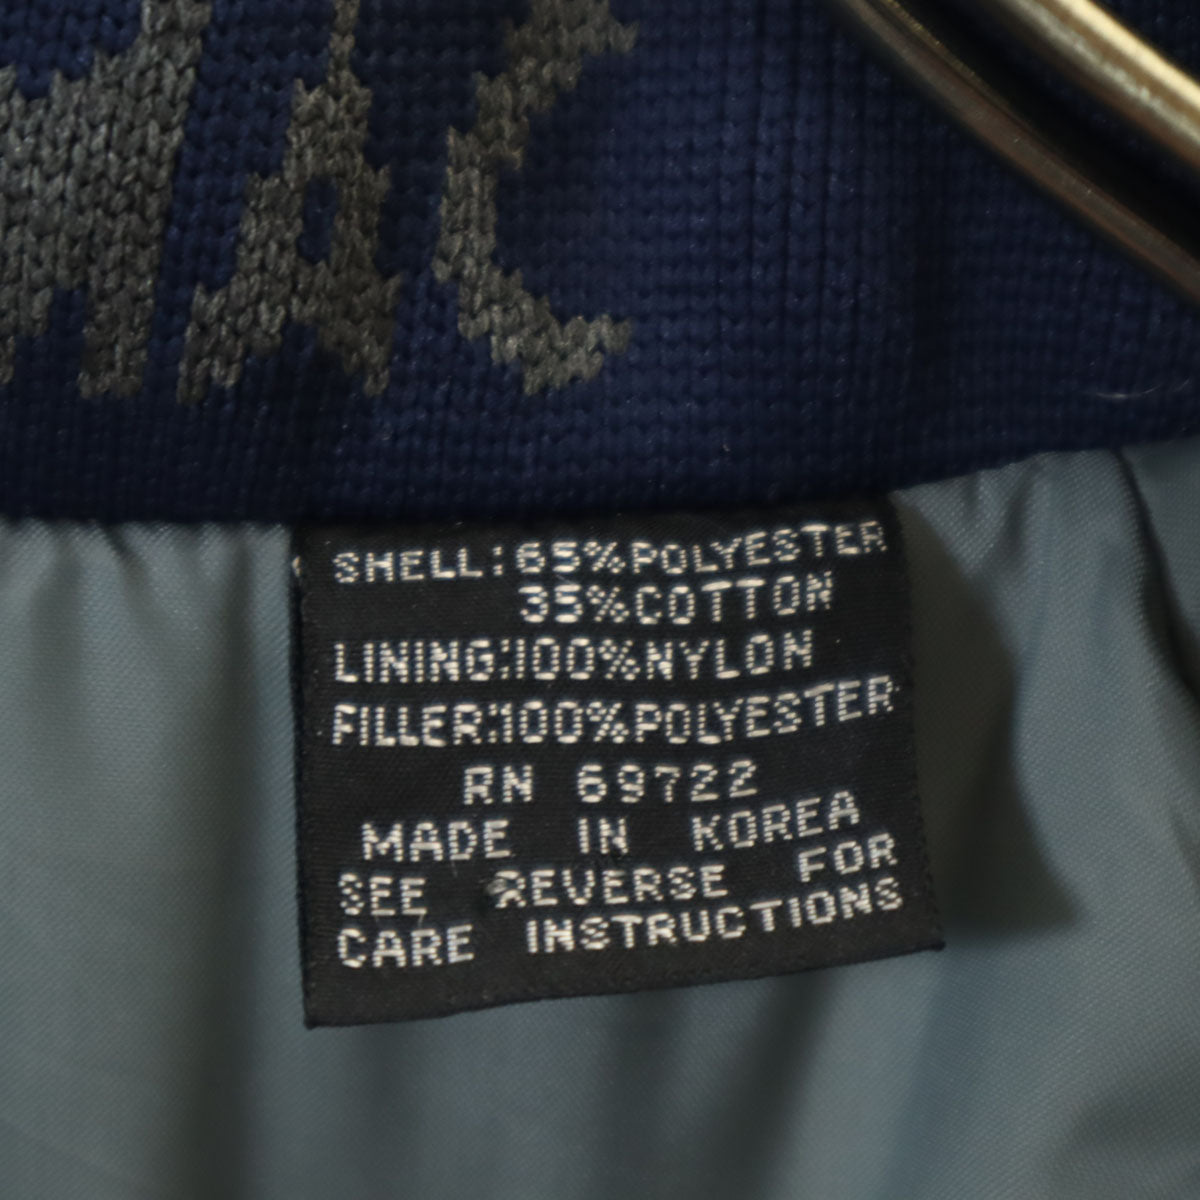 SHELL:65%POLYESTER
35%COTTON
LINING:100%NYLON
FILLER:100%POLYESTER
RN 69722
MADE IN KOREA
SEE REVERSE FOR
CARE INSTRUCTIONS